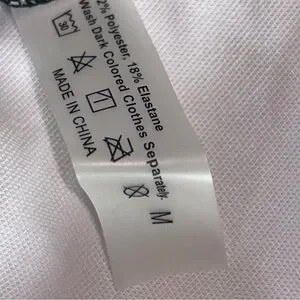 2% Polyester, 18% Elastane
Wash Dark Colored Clothes Separately.
30
MADE IN CHINA
M